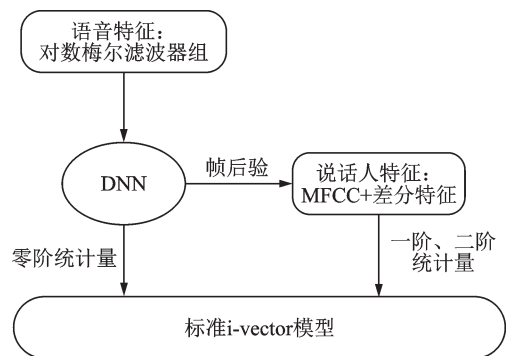 语音特征：
对数梅尔滤波器组
DNN
帧后验
说话人特征：
MFCC+差分特征
零阶统计量
一阶、二阶
统计量
标准i-vector模型